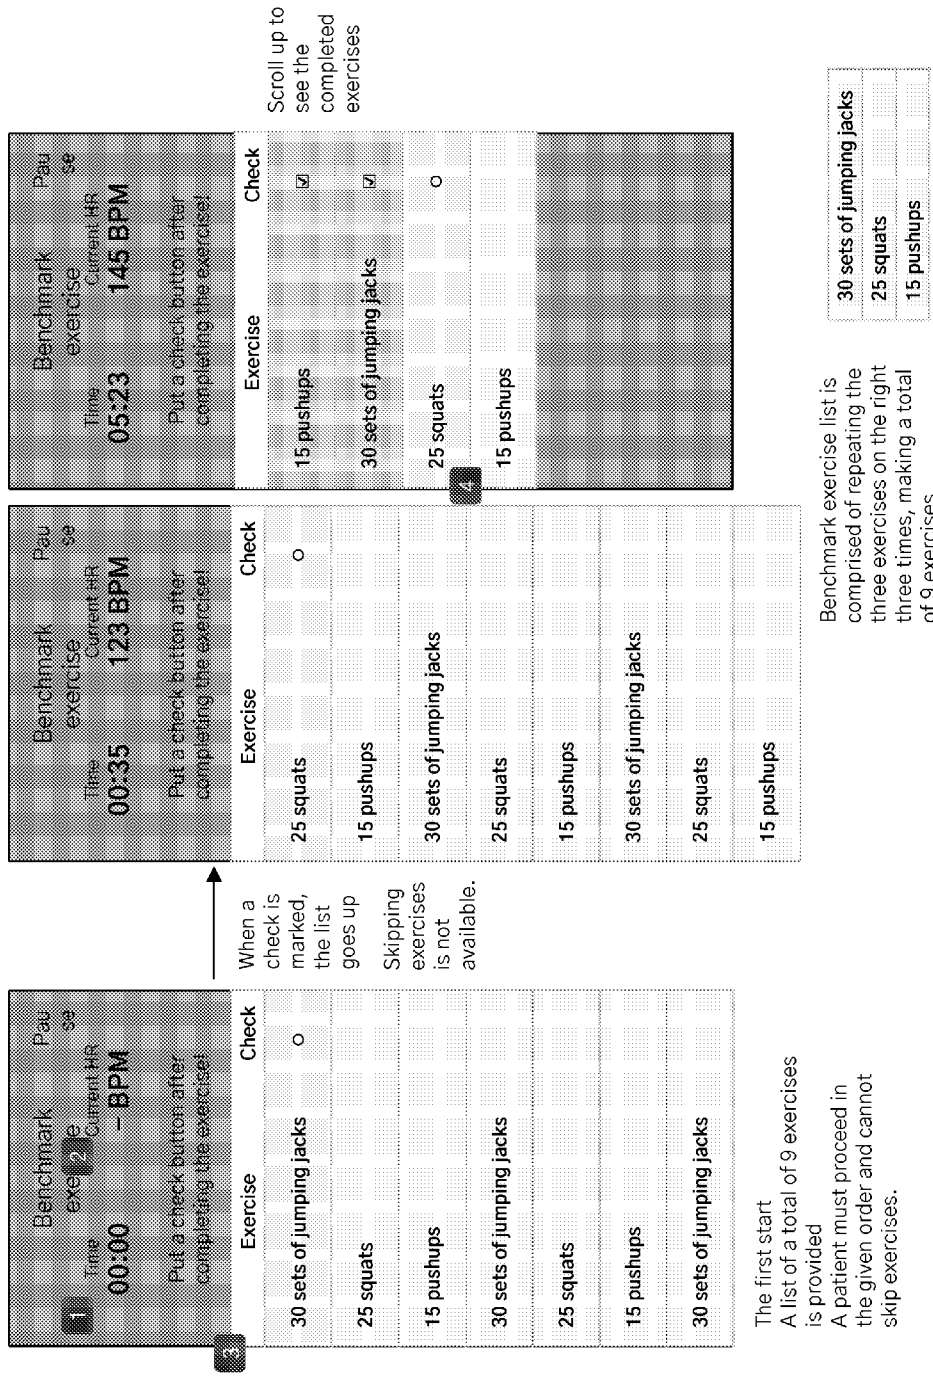 Benchmark
exercise
Pau
se
Time
Current HR
00:00
–BPM
Put a check button after
completing the exercise!
1
2
3
Exercise
Check
30 sets of jumping jacks
25 squats
15 pushups
30 sets of jumping jacks
25 squats
15 pushups
30 sets of jumping jacks
The first start
A list of a total of 9 exercises
is provided
A patient must proceed in
the given order and cannot
skip exercises.
When a
check is
marked,
the list
goes up
Skipping
exercises
is not
available.
Benchmark
exercise
Pau
se
Time
Current HR
00:35
123 BPM
Put a check button after
completing the exercise!
Exercise
Check
25 squats
15 pushups
30 sets of jumping jacks
25 squats
15 pushups
30 sets of jumping jacks
25 squats
15 pushups
Benchmark
exercise
Pau
se
Time
Current HR
05:23
145 BPM
Put a check button after
completing the exercise!
Exercise
Check
15 pushups
30 sets of jumping jacks
25 squats
15 pushups
4
Scroll up to
see the
completed
exercises
Benchmark exercise list is
comprised of repeating the
three exercises on the right
three times, making a total
of 9 exercises
30 sets of jumping jacks
25 squats
15 pushups